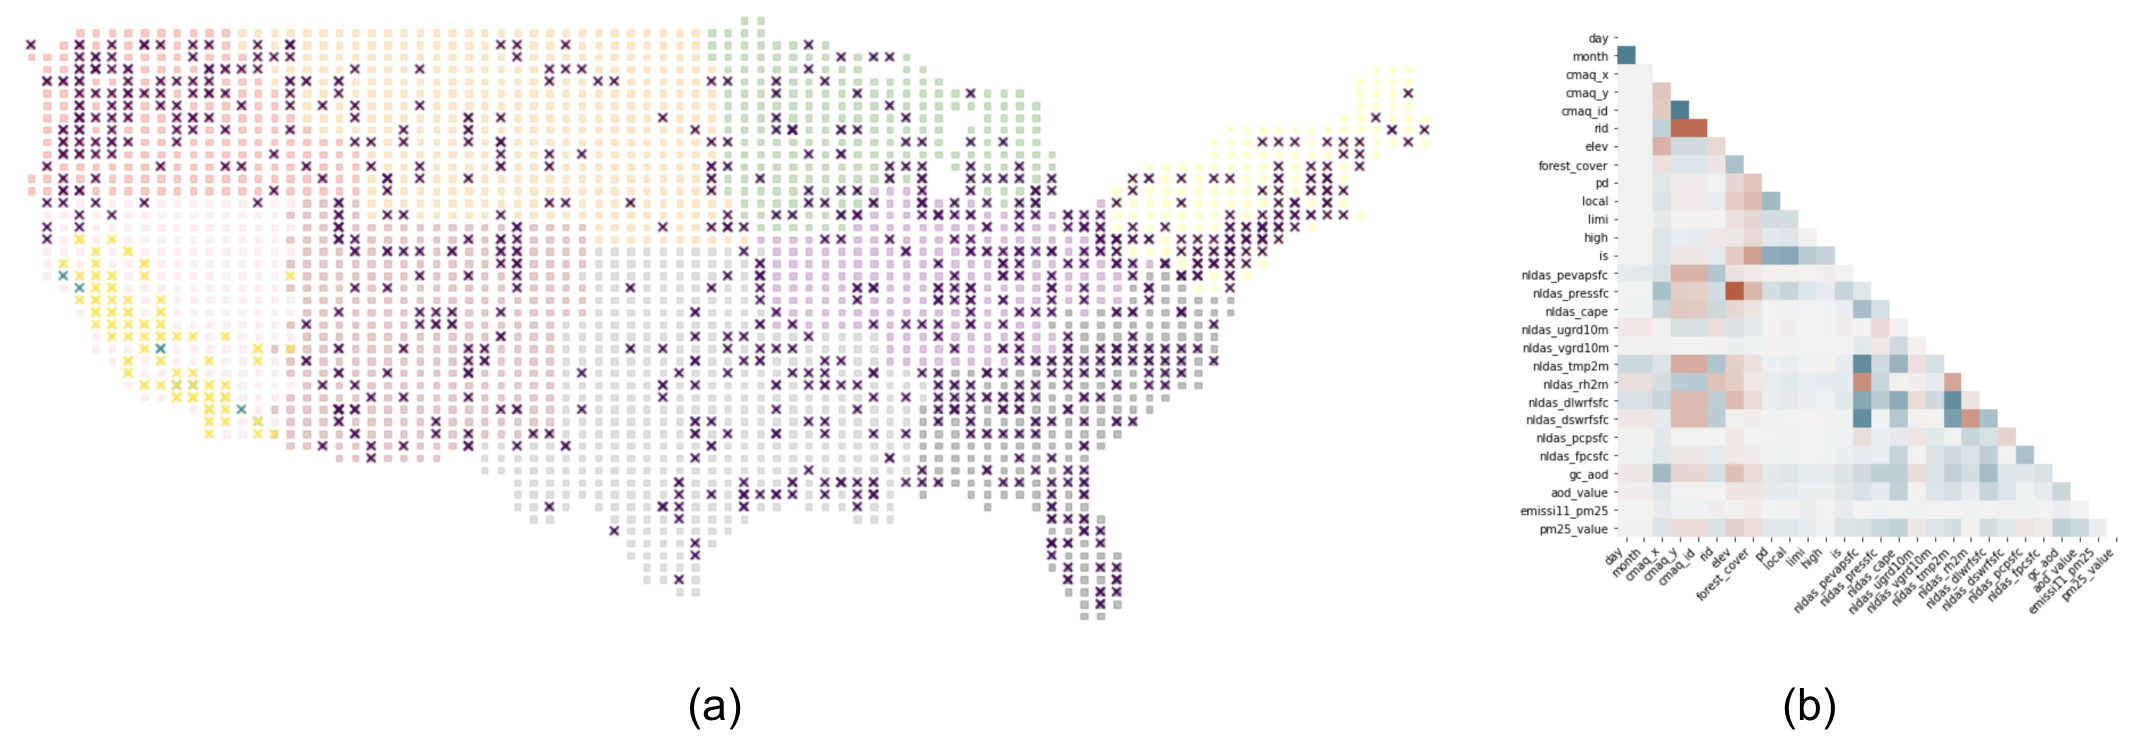 day
month
cmaq_x
cmaq_y
cmaq_id
rid
elev
forest_cover
pd
local
limi
high
is
nldas_pevapsfc
nldas_pressfc
nldas_cape
nldas_ugrd10m
nldas_vgrd10m
nldas_tmp2m
nldas_rh2m
nldas_dlwrfsfc
nldas_dswrfsfc
nldas_pcpsfc
nldas_fpcsfc
gc_aod
aod_value
emissi11_pm25
pm25_value
day
month
cmaq_x
cmaq_y
cmaq_id
rid
elev
forest_cover
pd
local
limi
high
is
nldas_pevapsfc
nldas_pressfc
nldas_cape
nldas_ugrd10m
nldas_vgrd10m
nldas_tmp2m
nldas_rh2m
nldas_dlwrfsfc
nldas_dswrfsfc
nldas_pcpsfc
nldas_fpcsfc
gc_aod
aod_value
emissi11_pm25
pm25_value
(a)
(b)